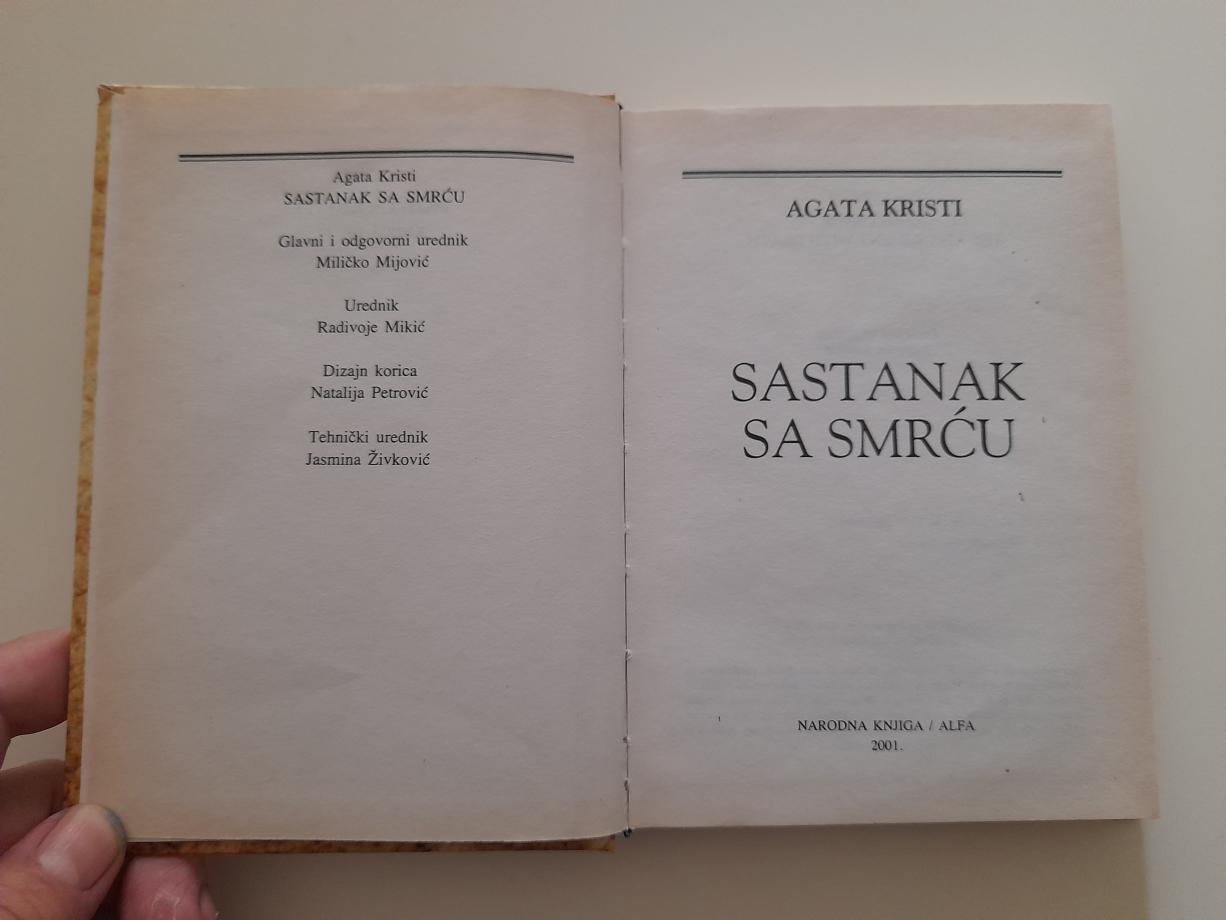 Agata Kristi
SASTANAK SA SMRĆU
Glavni i odgovorni urednik
Miličko Mijović
Urednik
Radivoje Mikić
Dizajn korica
Natalija Petrović
Tehnički urednik
Jasmina Živković
AGATA KRISTI
SASTANAK
SA SMRĆU
NARODNA KNJIGA / ALFA
2001.